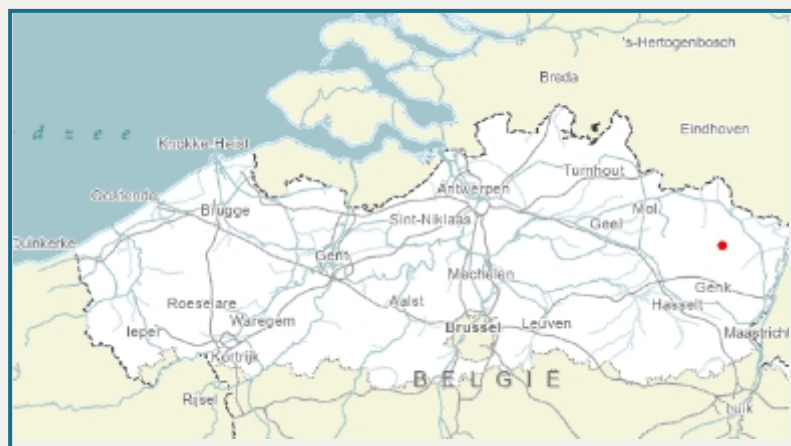 's-Hertogenbosch
Breda
d z e e
Eindhoven
Knokke-Heist
Turnhout
Antwerpen
Oostende
Mol
Brugge
Sint-Niklaas
Geel
Duinkerke
Gent
Mechelen
Genk
Roeselare
Aalst
Hasselt
Ieper
Waregem
Brussel
Leuven
Maastricht
Kortrijk
BELGIË
Rijsel
Luik